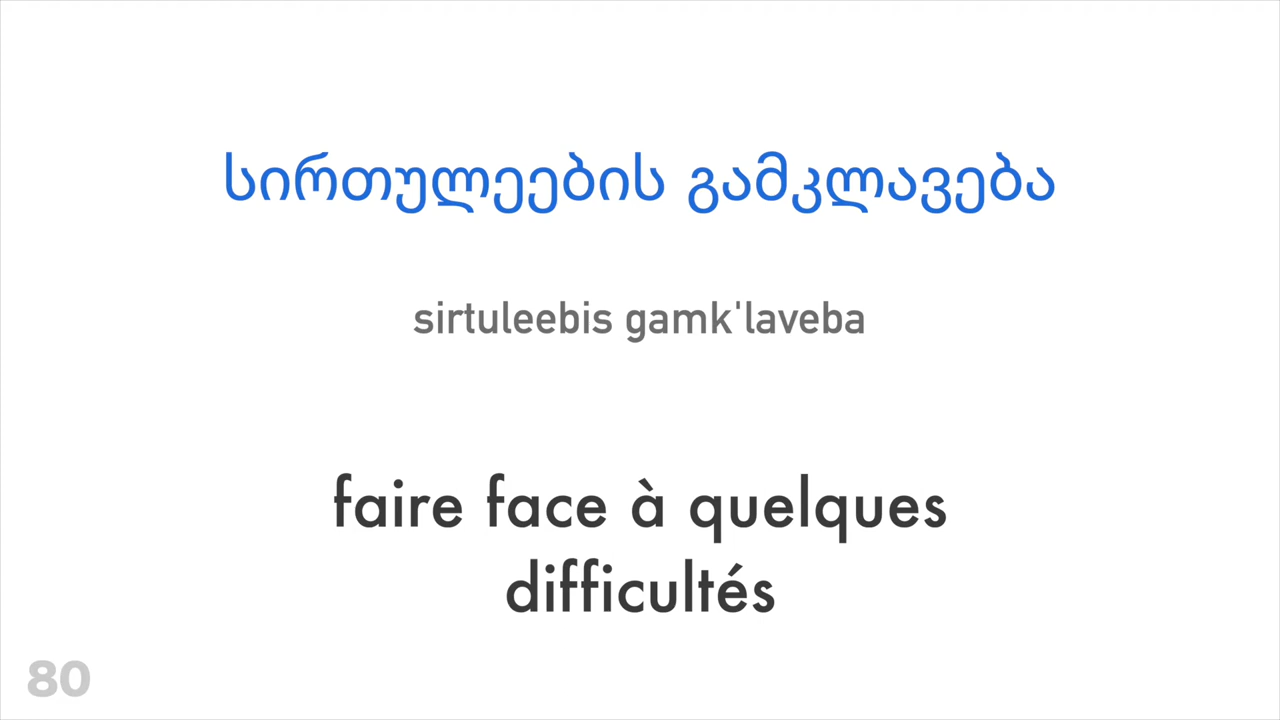 სირთულეების გამკლავება
sirtuleebis gamk'laveba
faire face à quelques
difficultés
80